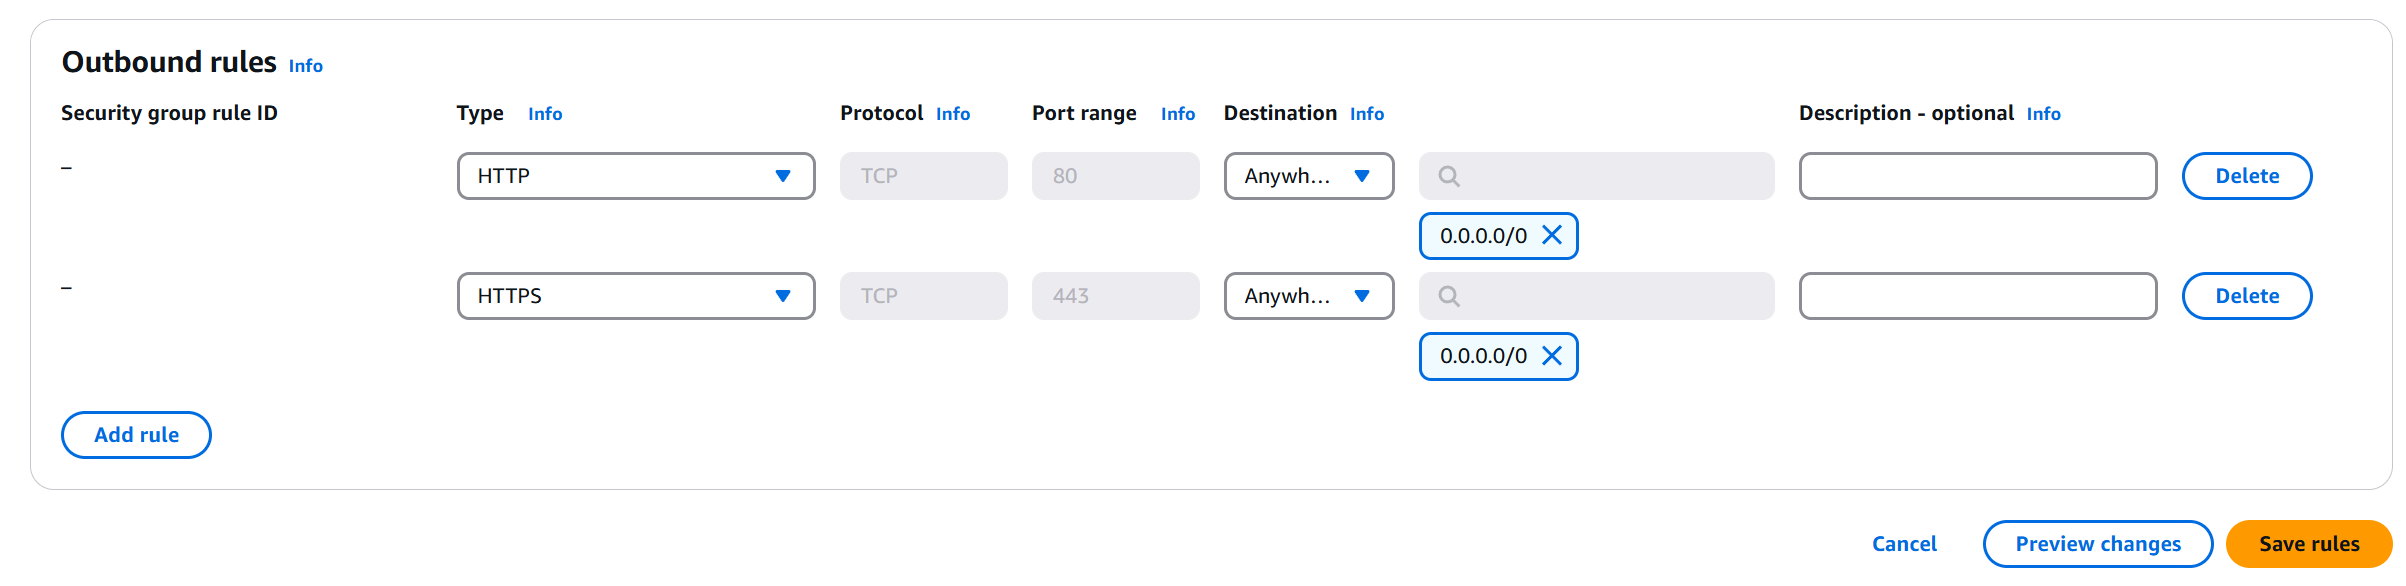 Outbound rules Info
Security group rule ID Type Info Protocol Info Port range Info Destination Info Description - optional Info
– HTTP TCP 80 Anywh... Delete
0.0.0.0/0
– HTTPS TCP 443 Anywh... Delete
0.0.0.0/0
Add rule
Cancel Preview changes Save rules